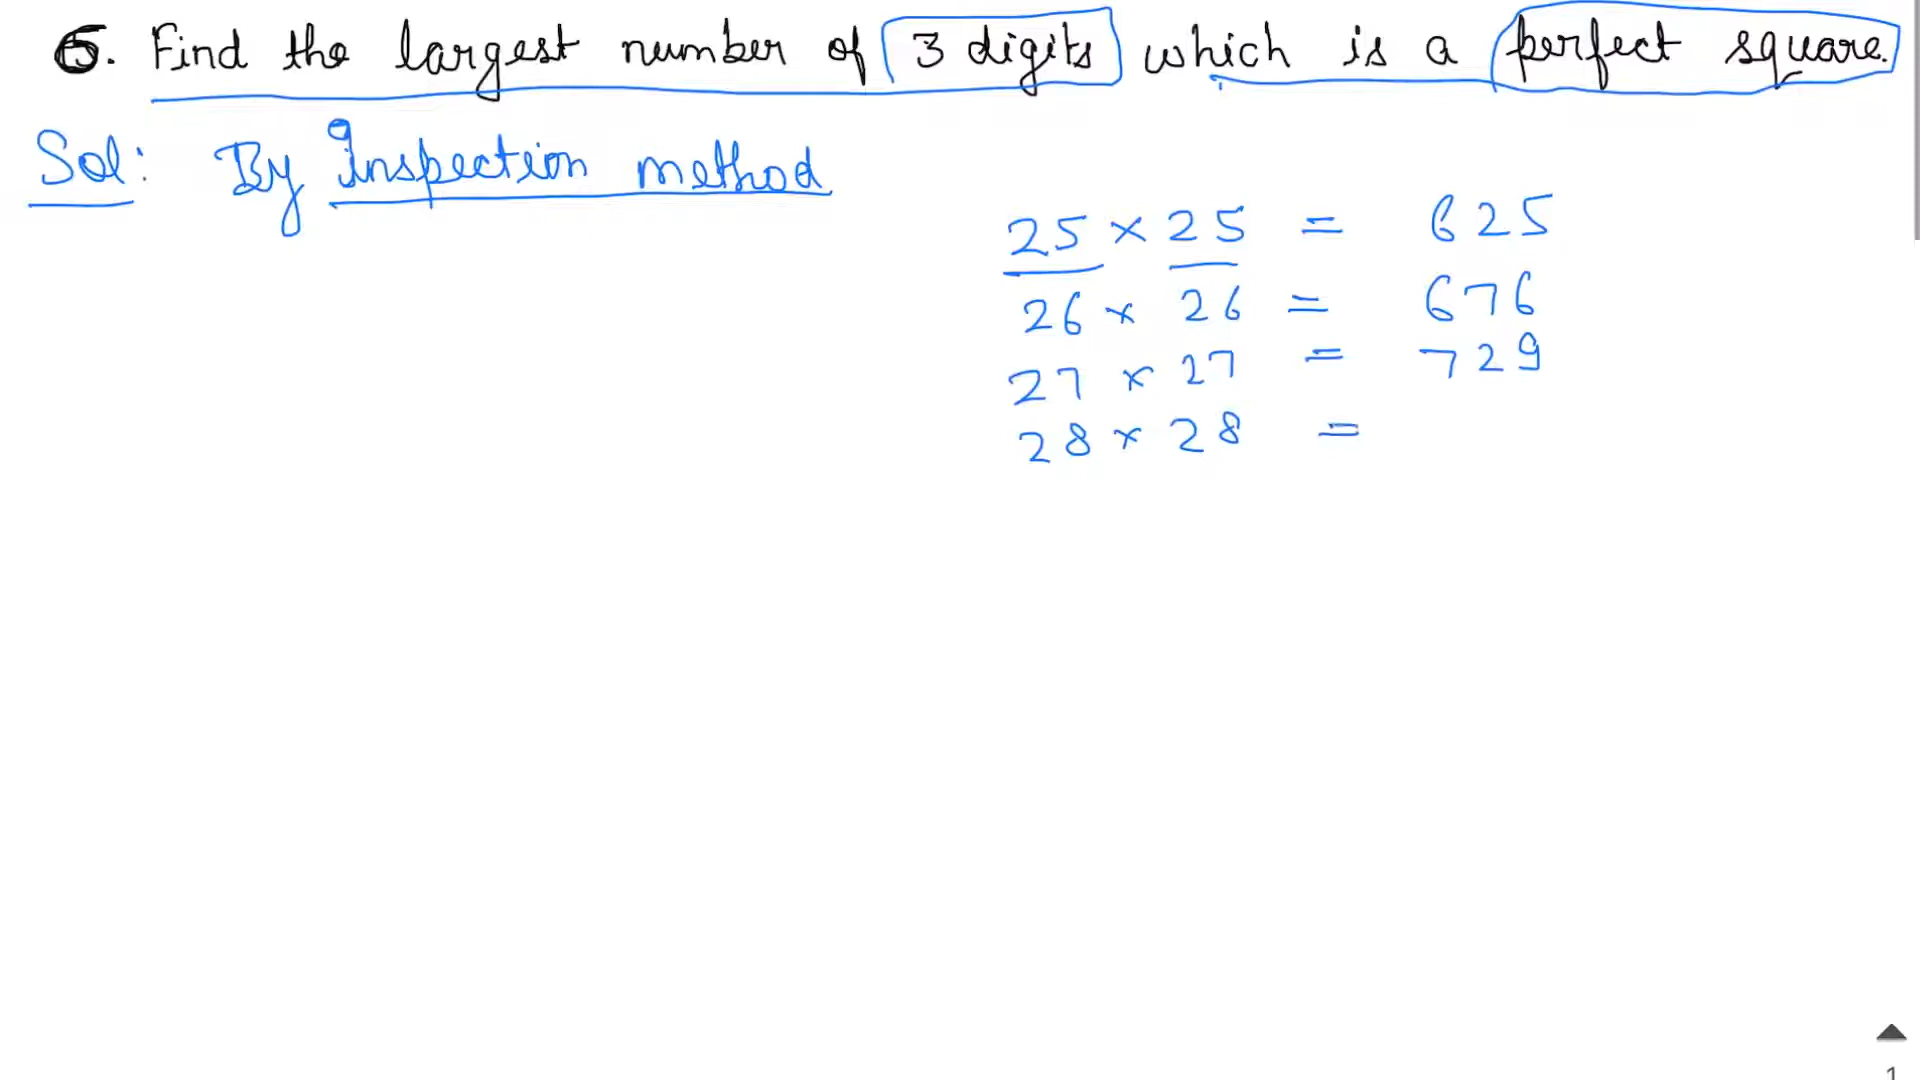 6. Find the largest number of 3 digits which is a perfect square.
Sol: By Inspection method
25 × 25 = 625
26 × 26 = 676
27 × 27 = 729
28 × 28 =
1